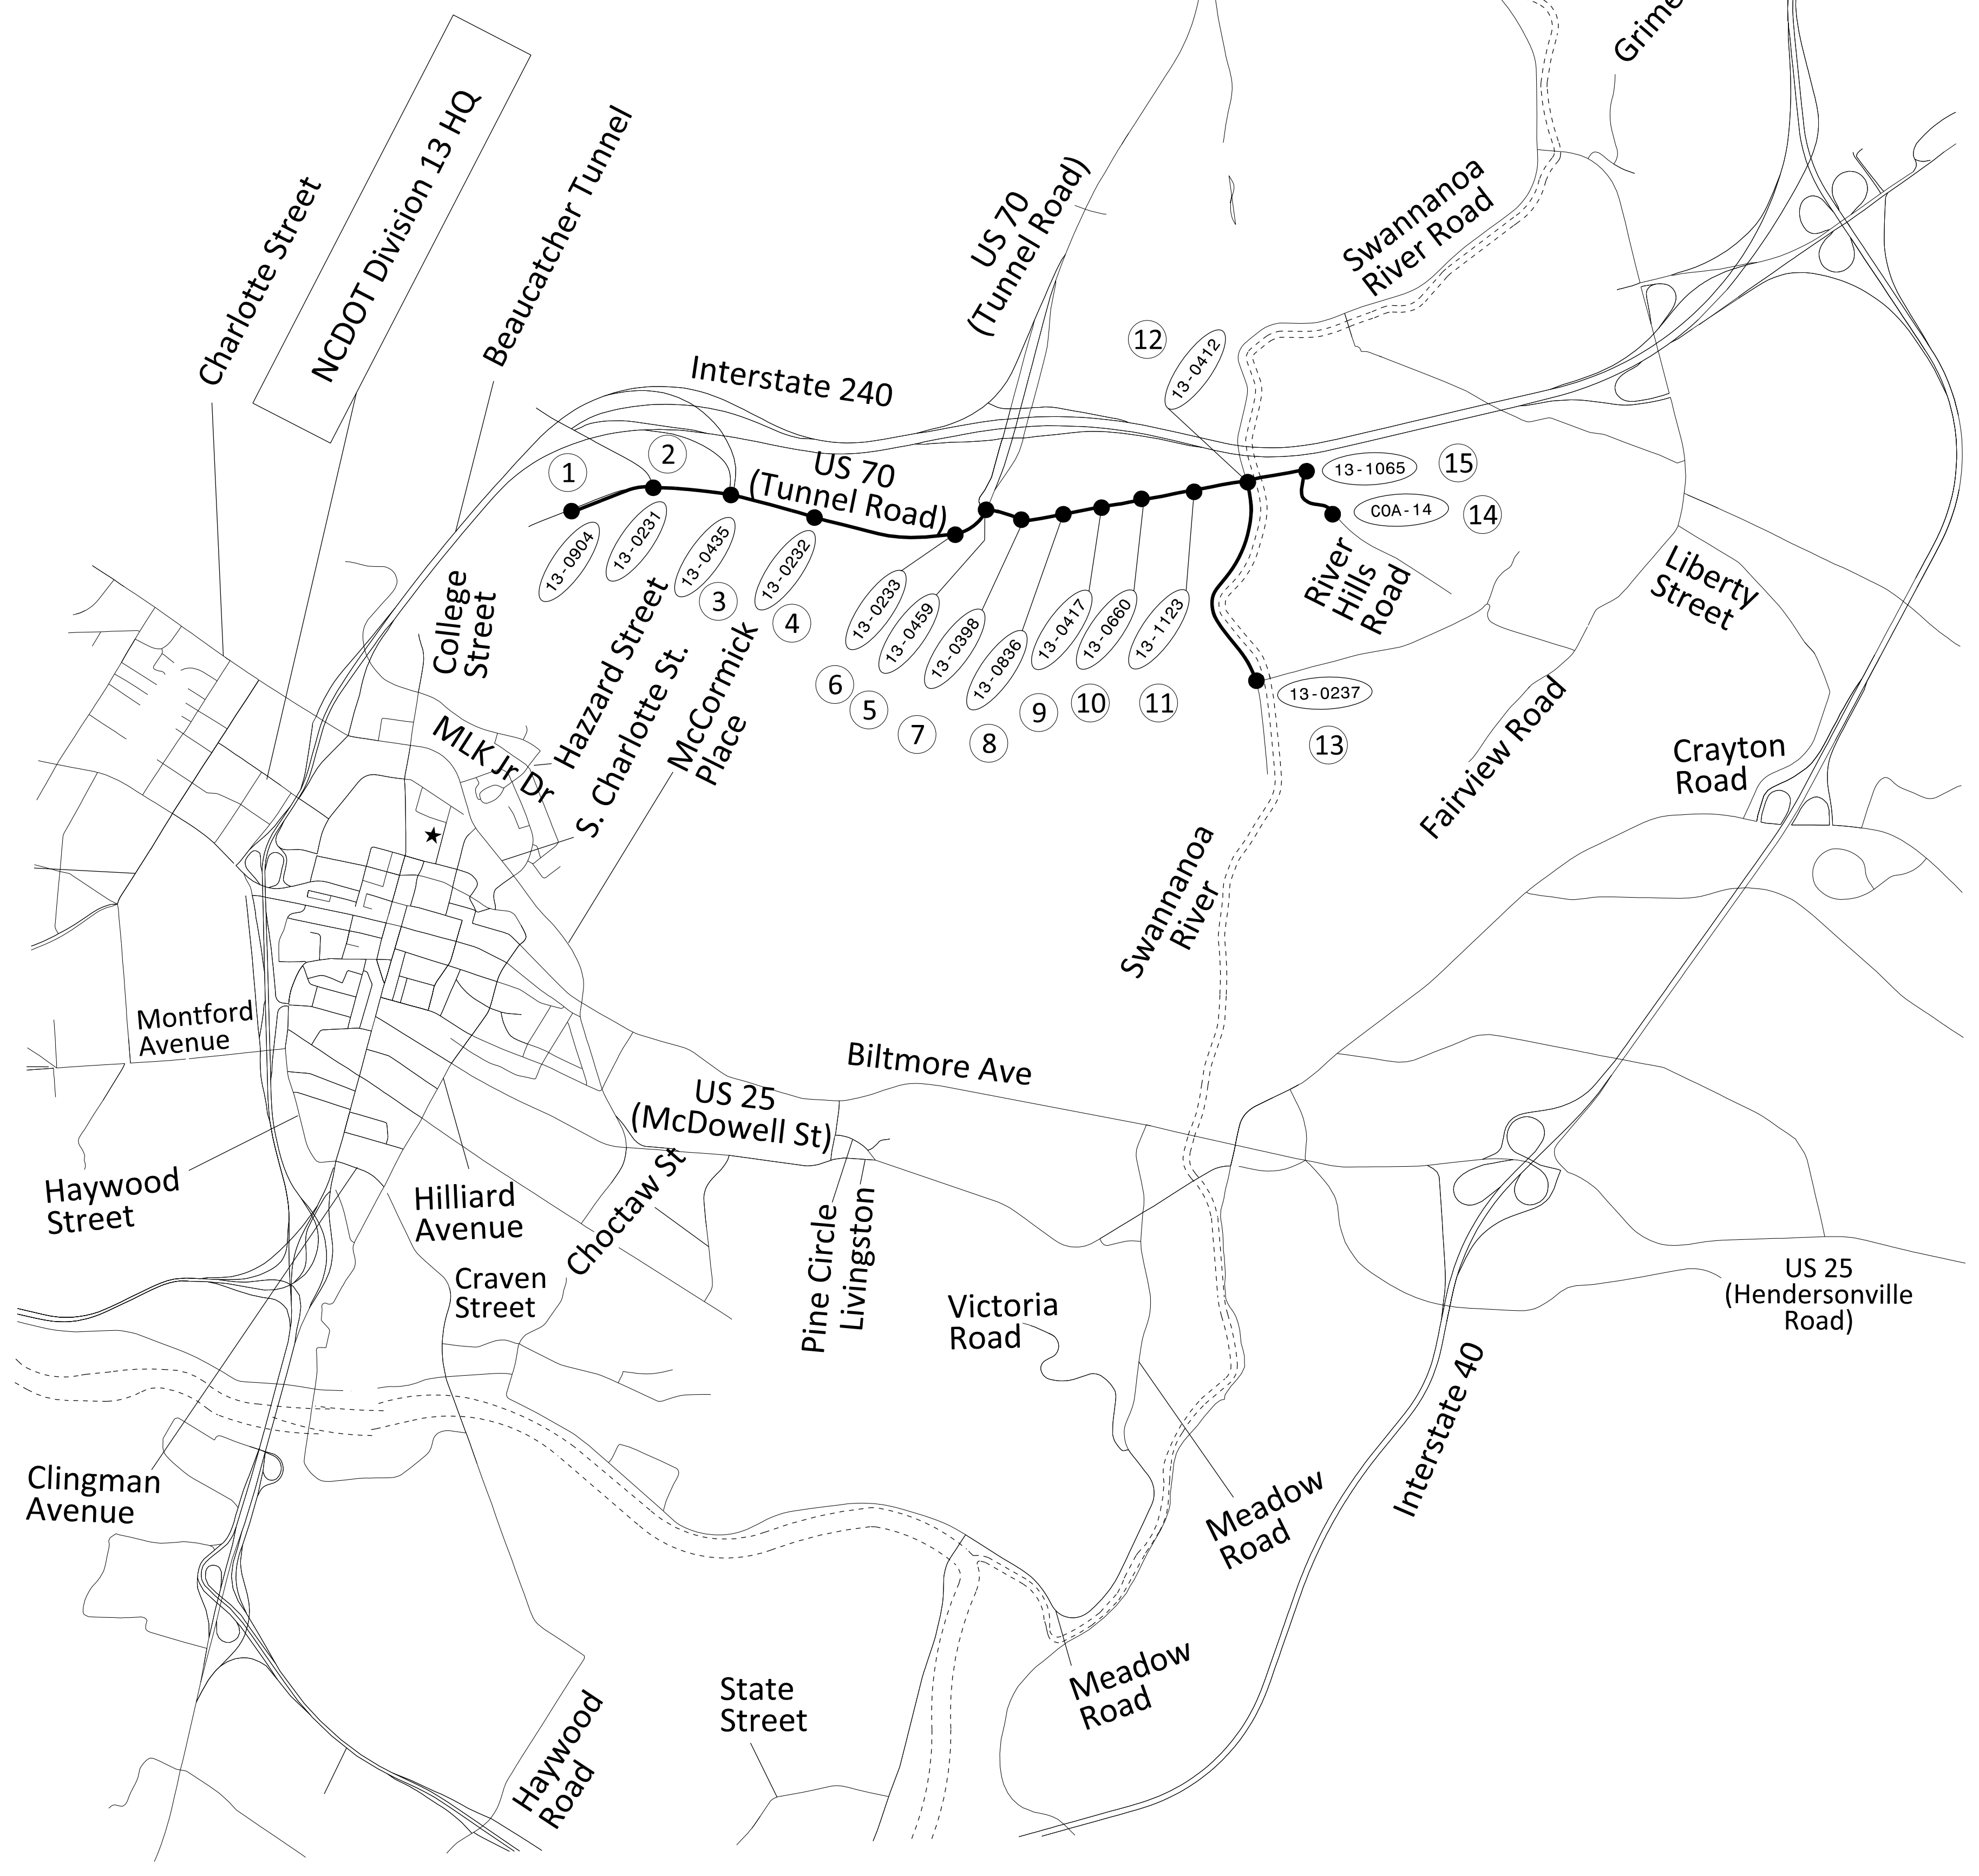 Charlotte Street
NCDOT Division 13 HQ
Beaucatcher Tunnel
Interstate 240
US 70
(Tunnel Road)
Swannanoa
River Road
12
13-0412
1
2
US 70
(Tunnel Road)
13-1065
15
COA-14
14
13-0904
13-0231
13-0435
3
13-0232
4
13-0233
6
13-0459
5
13-0398
7
13-0836
8
13-0417
9
13-0660
10
13-1123
11
13-0237
13
River
Hills
Road
Liberty
Street
College
Street
MLK Jr Dr
Hazzard Street
S. Charlotte St.
McCormick
Place
★
Fairview Road
Crayton
Road
Swannanoa
River
Montford
Avenue
Biltmore Ave
US 25
(McDowell St)
Haywood
Street
Hilliard
Avenue
Choctaw St
Pine Circle
Livingston
Craven
Street
Victoria
Road
US 25
(Hendersonville
Road)
Interstate 40
Clingman
Avenue
Meadow
Road
Meadow
Road
State
Street
Haywood
Road